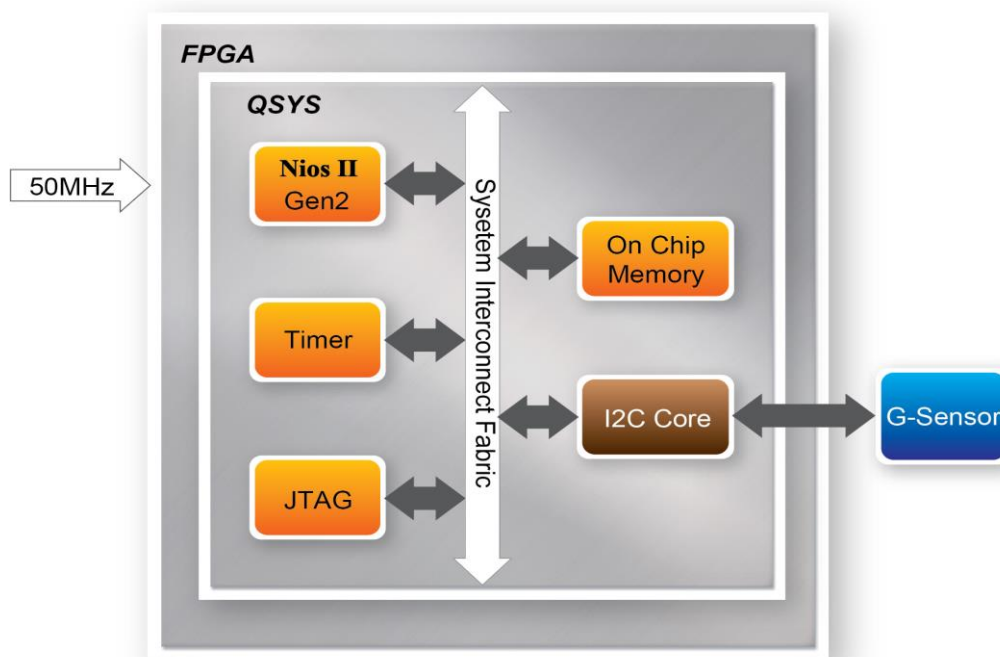 FPGA
QSYS
50MHz
Nios II
Gen2
Timer
JTAG
Sysetem Interconnect Fabric
On Chip
Memory
I2C Core
G-Sensor